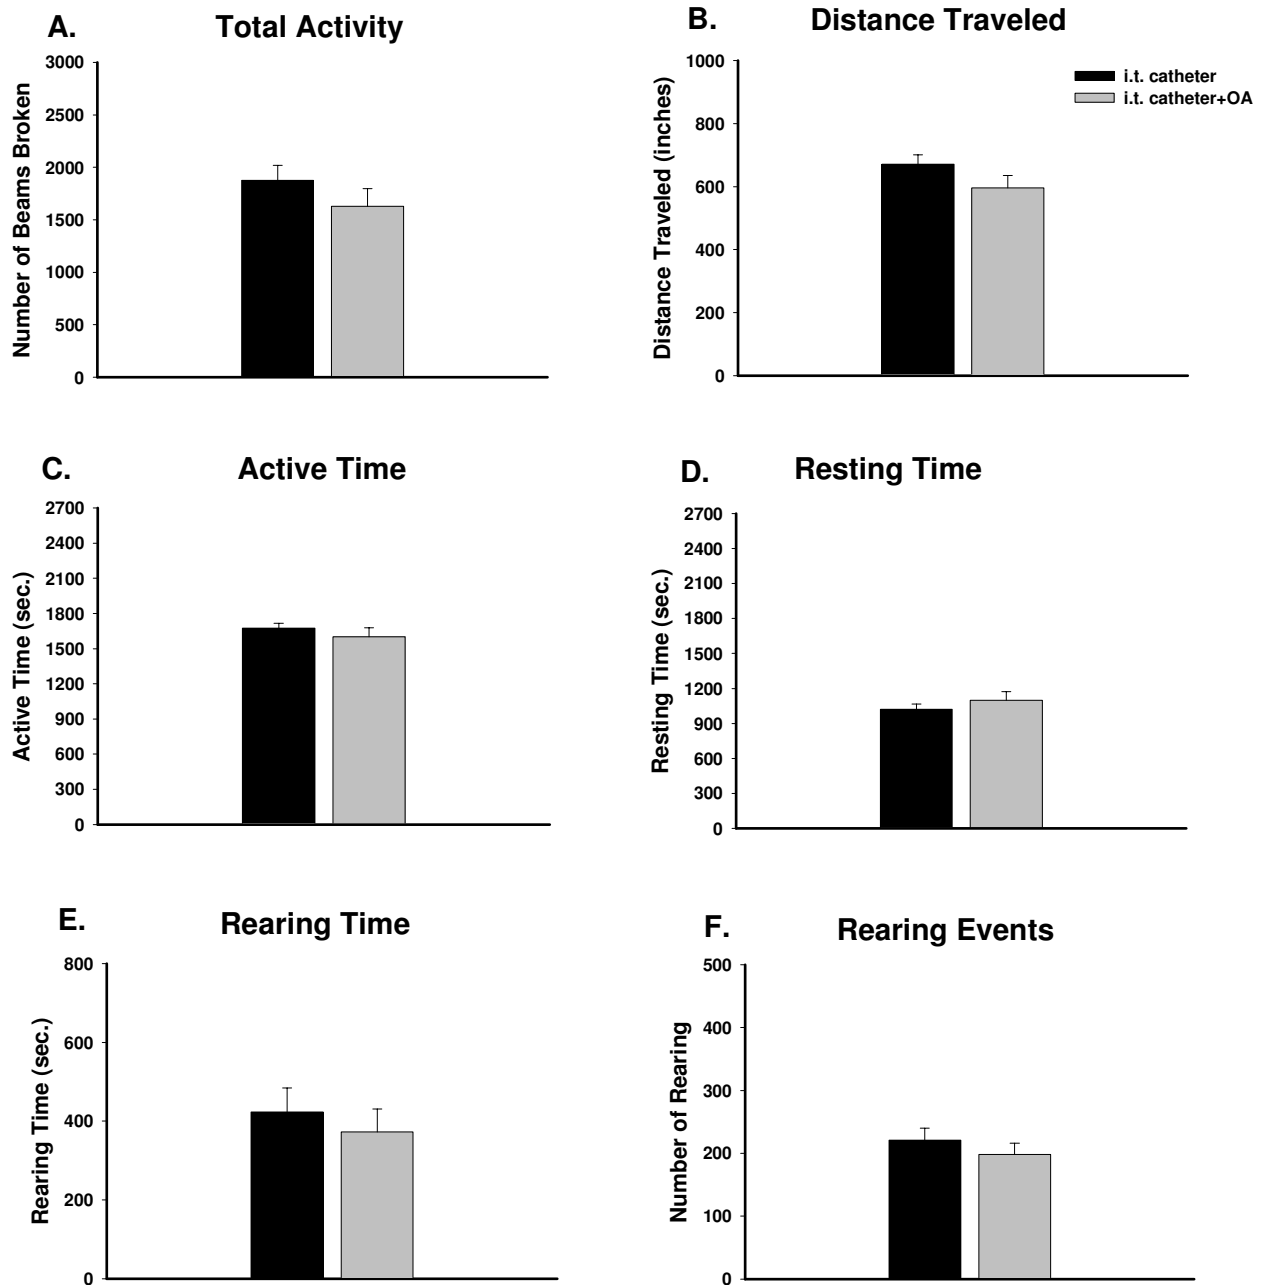 A.
Total Activity
3000
2500
2000
1500
1000
500
0
Number of Beams Broken
B.
Distance Traveled
1000
800
600
400
200
0
Distance Traveled (inches)
i.t. catheter
i.t. catheter+OA
C.
Active Time
2700
2400
2100
1800
1500
1200
900
600
300
0
Active Time (sec.)
D.
Resting Time
2700
2400
2100
1800
1500
1200
900
600
300
0
Resting Time (sec.)
E.
Rearing Time
800
600
400
200
0
Rearing Time (sec.)
F.
Rearing Events
500
400
300
200
100
0
Number of Rearing